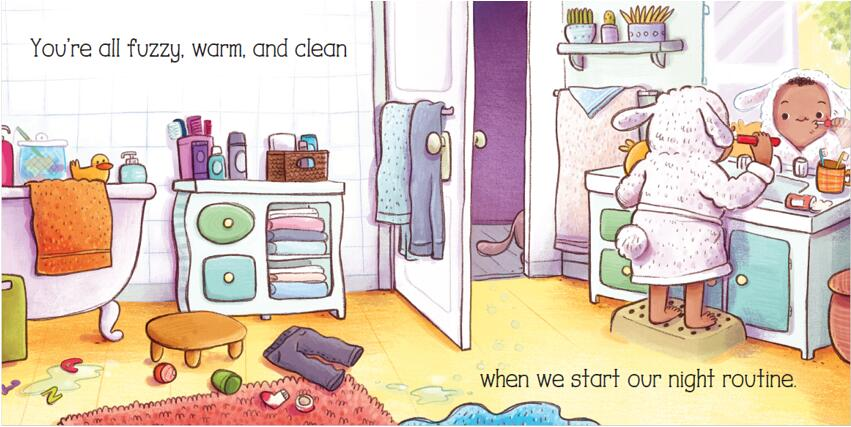 You're all fuzzy, warm, and clean
when we start our night routine.